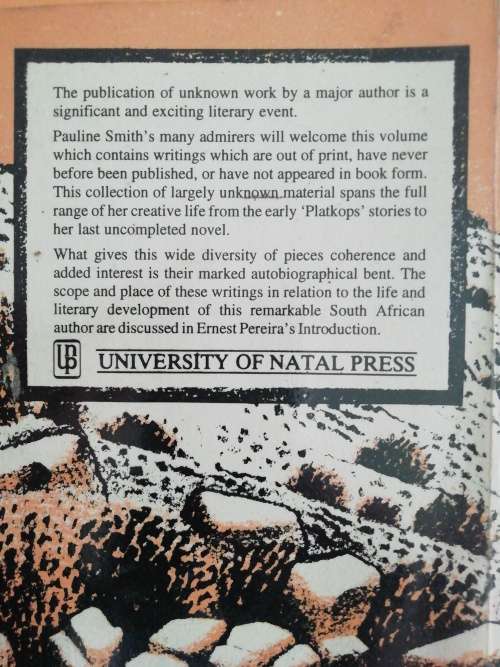 The publication of unknown work by a major author is a
significant and exciting literary event.
Pauline Smith's many admirers will welcome this volume
which contains writings which are out of print, have never
before been published, or have not appeared in book form.
This collection of largely unknown material spans the full
range of her creative life from the early 'Platkops' stories to
her last uncompleted novel.
What gives this wide diversity of pieces coherence and
added interest is their marked autobiographical bent. The
scope and place of these writings in relation to the life and
literary development of this remarkable South African
author are discussed in Ernest Pereira's Introduction.
UNIVERSITY OF NATAL PRESS